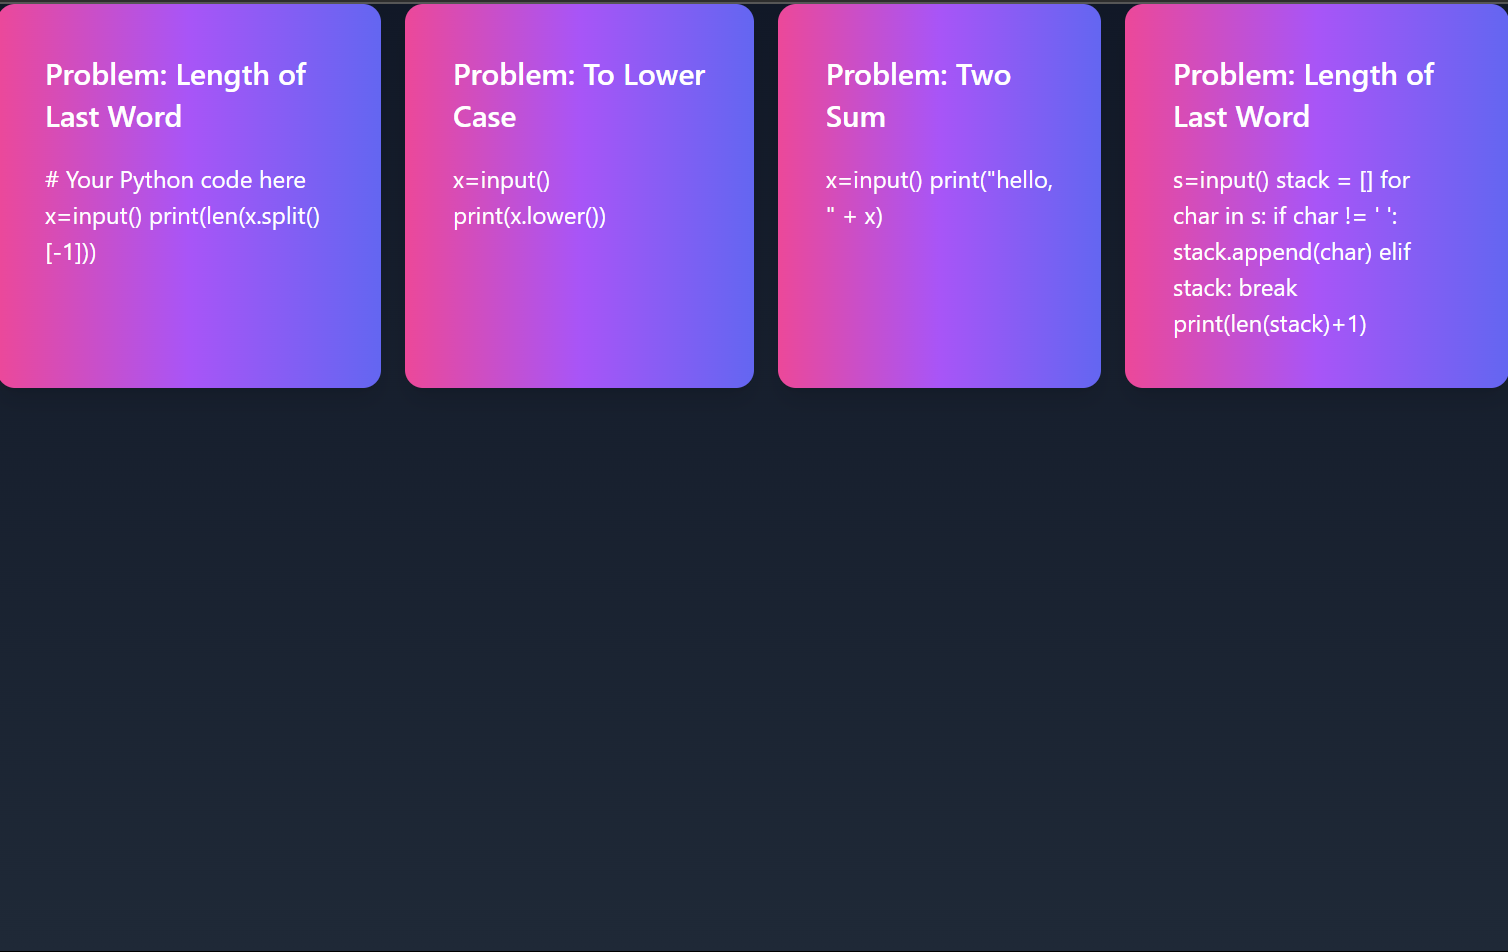 Problem: Length of
Last Word
# Your Python code here
x=input() print(len(x.split()
[-1]))
Problem: To Lower
Case
x=input()
print(x.lower())
Problem: Two
Sum
x=input() print("hello,
" + x)
Problem: Length of
Last Word
s=input() stack = [] for
char in s: if char != ' ':
stack.append(char) elif
stack: break
print(len(stack)+1)